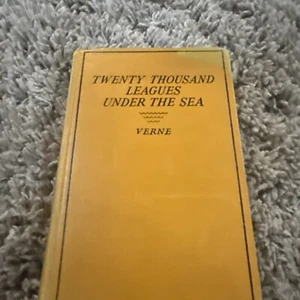 TWENTY THOUSAND
LEAGUES
UNDER THE SEA
VERNE